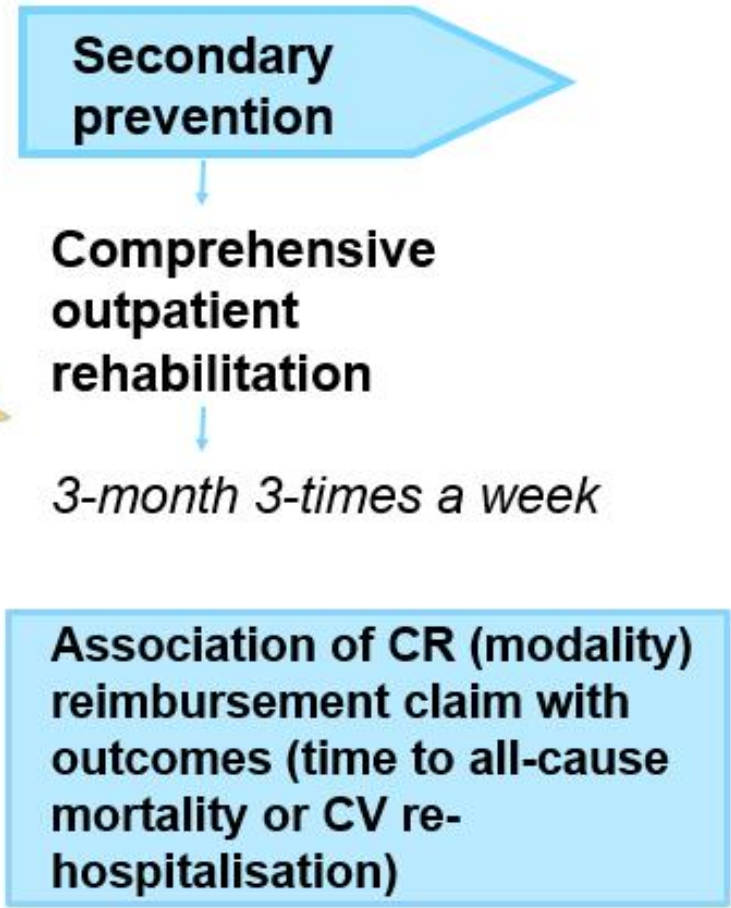 Secondary
prevention
Comprehensive
outpatient
rehabilitation
3-month 3-times a week
Association of CR (modality)
reimbursement claim with
outcomes (time to all-cause
mortality or CV re-
hospitalisation)